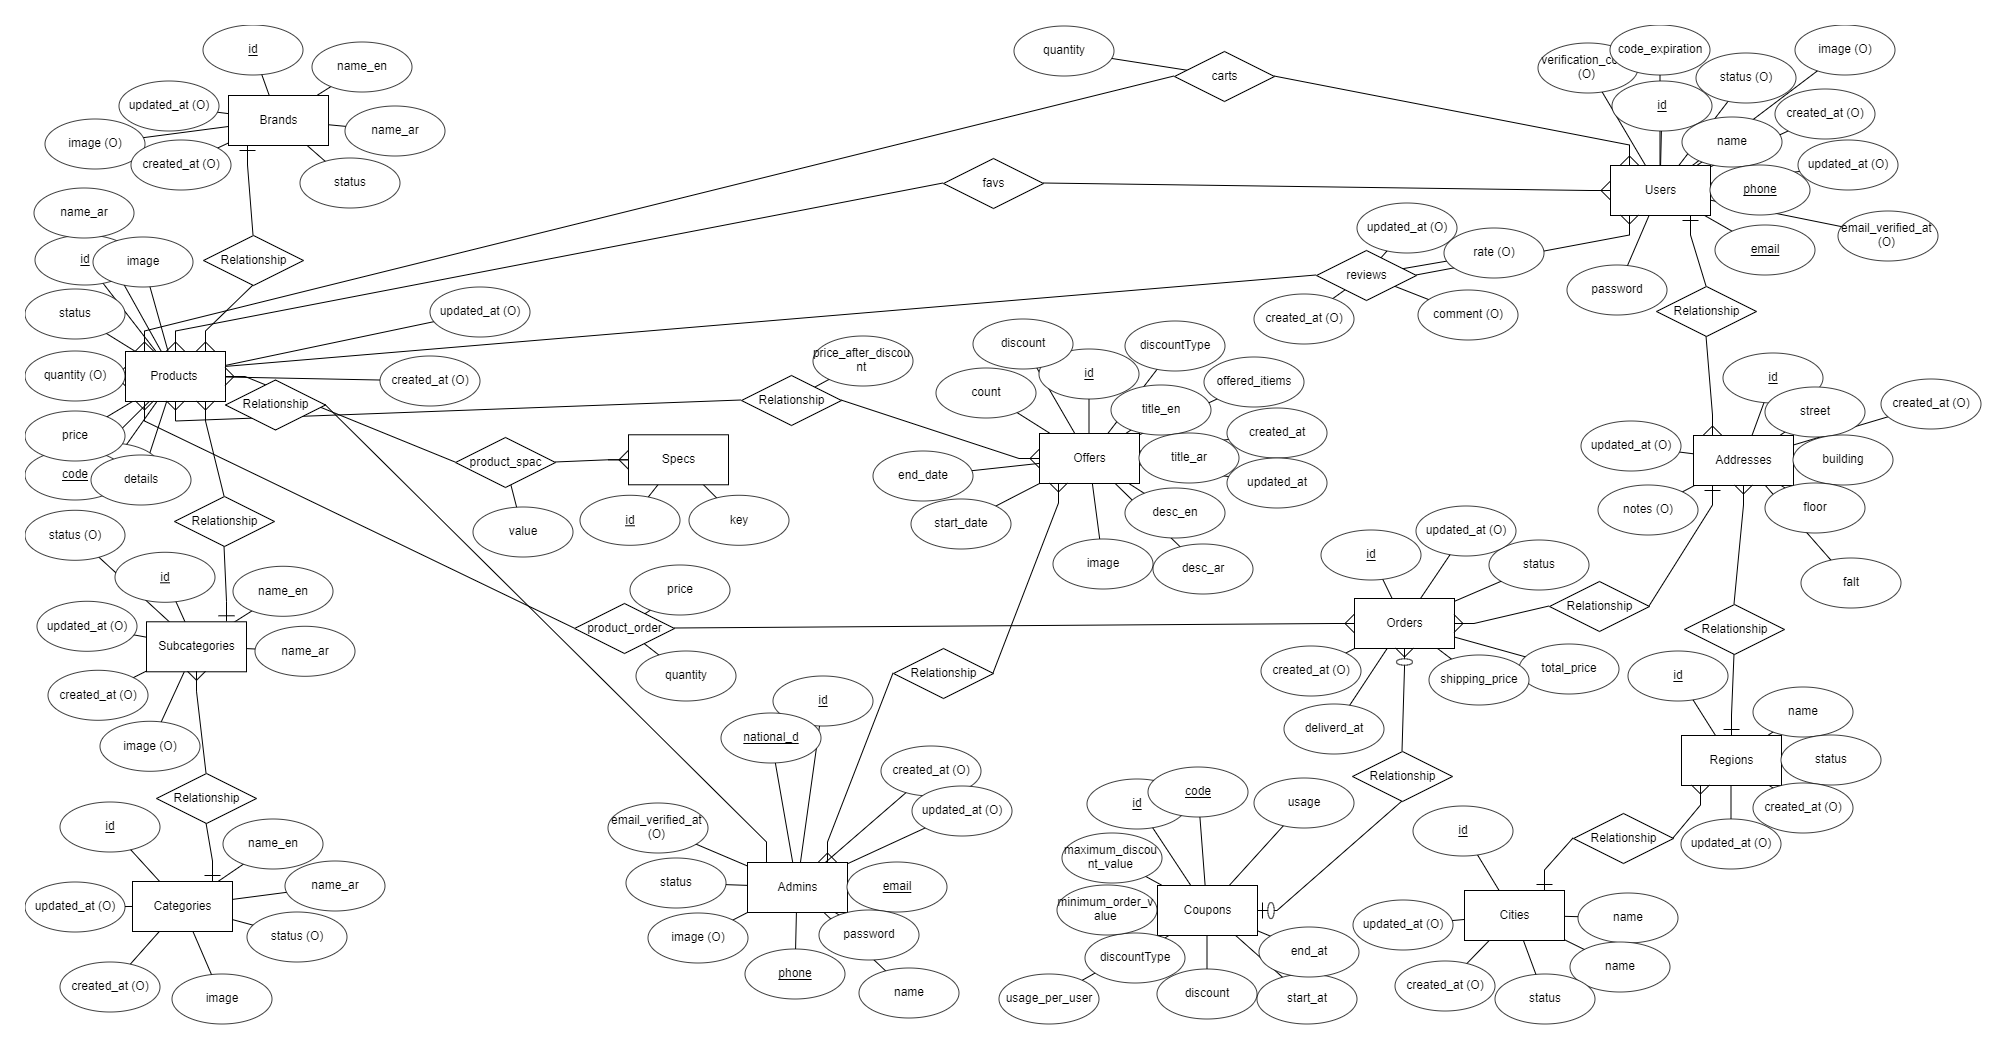 id
name_en
updated_at (O)
Brands
name_ar
image (O)
created_at (O)
status
Relationship
quantity
carts
favs
verification_co
(O)
code_expiration
image (O)
status (O)
id
created_at (O)
name
updated_at (O)
Users
phone
email_verified_at
(O)
email
password
updated_at (O)
rate (O)
reviews
created_at (O)
comment (O)
Relationship
name_ar
id
image
status
updated_at (O)
quantity (O)
Products
created_at (O)
Relationship
price
code
details
Relationship
price_after_discou
nt
Relationship
product_spac
value
Specs
id
key
discount
id
discountType
offered_itiems
count
title_en
created_at
Offers
title_ar
end_date
updated_at
start_date
desc_en
image
desc_ar
id
street
created_at (O)
updated_at (O)
Addresses
building
notes (O)
floor
falt
Relationship
Relationship
id
updated_at (O)
status
Orders
created_at (O)
total_price
shipping_price
deliverd_at
Relationship
price
product_order
quantity
Relationship
status (O)
id
name_en
updated_at (O)
Subcategories
name_ar
created_at (O)
image (O)
Relationship
id
name_en
name_ar
updated_at (O)
Categories
status (O)
created_at (O)
image
id
national_d
created_at (O)
updated_at (O)
email_verified_at
(O)
status
Admins
email
image (O)
password
phone
name
id
code
usage
maximum_discou
nt_value
minimum_order_v
alue
Coupons
discountType
end_at
usage_per_user
discount
start_at
id
name
Regions
status
created_at (O)
updated_at (O)
Relationship
id
updated_at (O)
Cities
name
name
created_at (O)
status